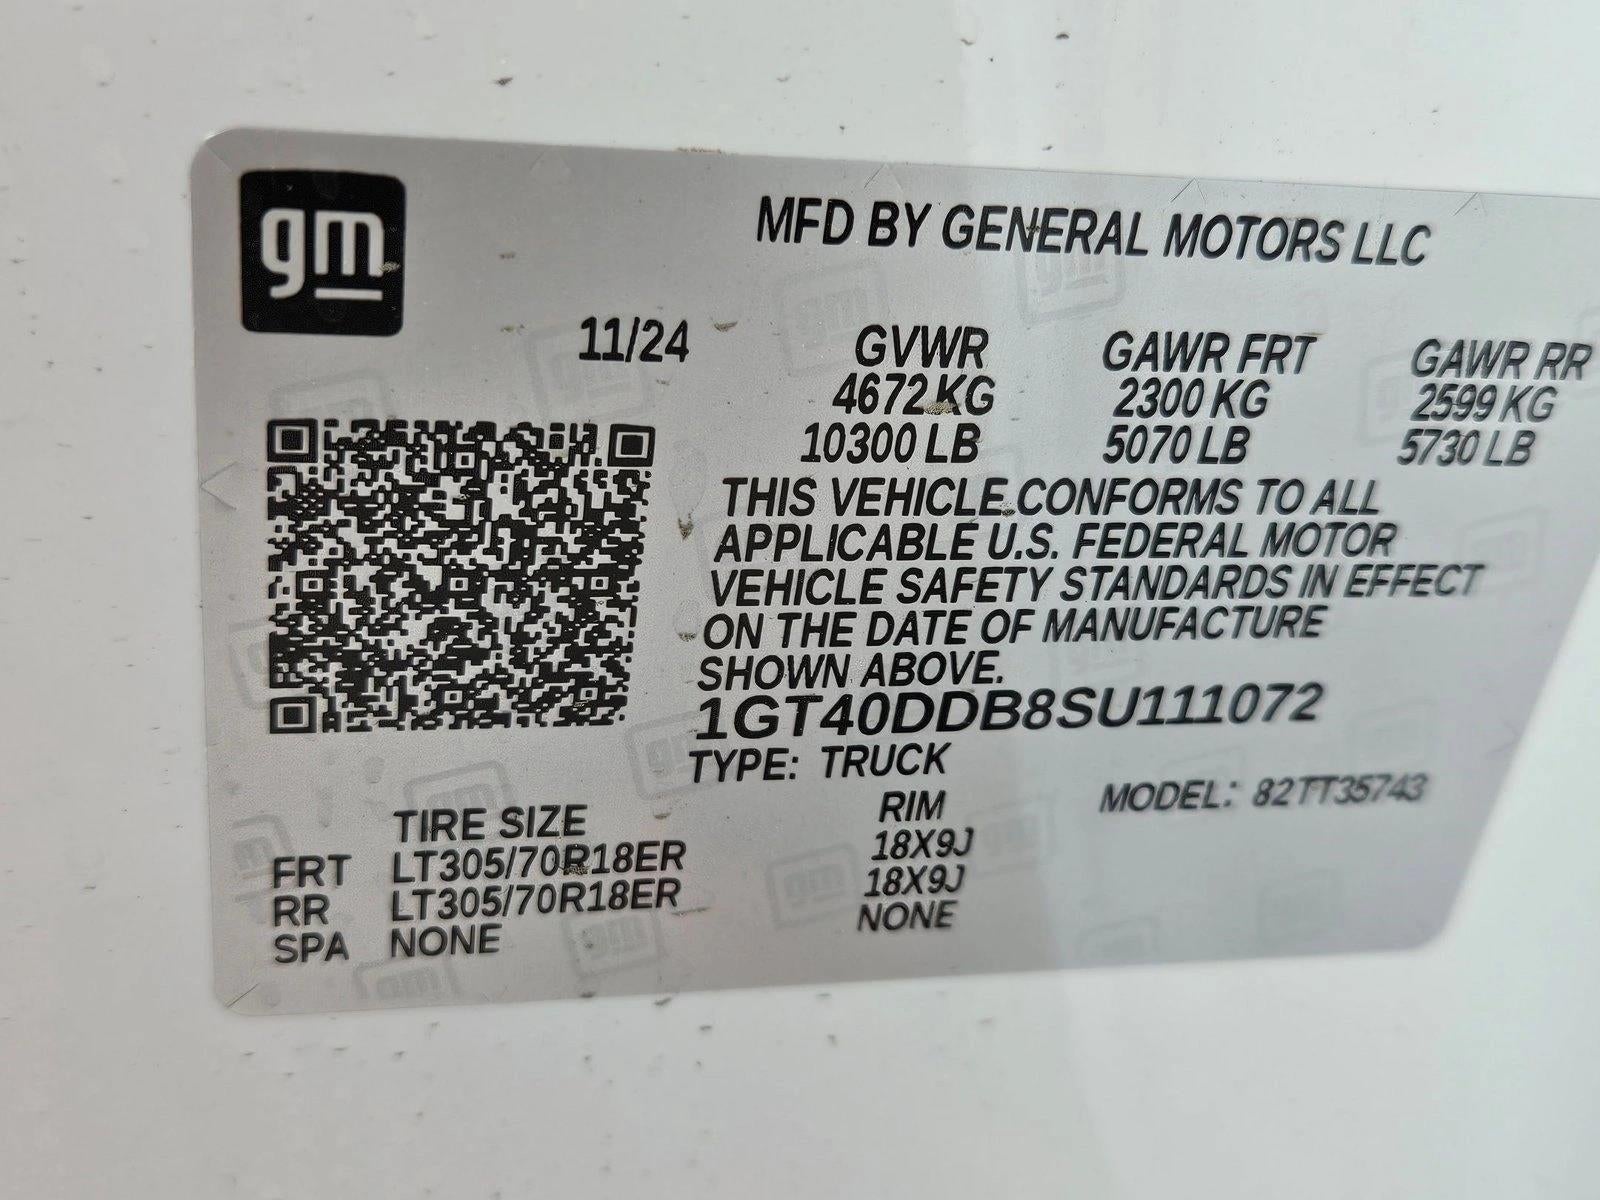 gm
MFD BY GENERAL MOTORS LLC
11/24 GVWR GAWR FRT GAWR RR
4672 KG 2300 KG 2599 KG
10300 LB 5070 LB 5730 LB
THIS VEHICLE CONFORMS TO ALL
APPLICABLE U.S. FEDERAL MOTOR
VEHICLE SAFETY STANDARDS IN EFFECT
ON THE DATE OF MANUFACTURE
SHOWN ABOVE.
1GT40DDB8SU111072
TYPE: TRUCK MODEL: 82TT35743
TIRE SIZE RIM
FRT LT305/70R18ER 18X9J
RR LT305/70R18ER 18X9J
SPA NONE NONE